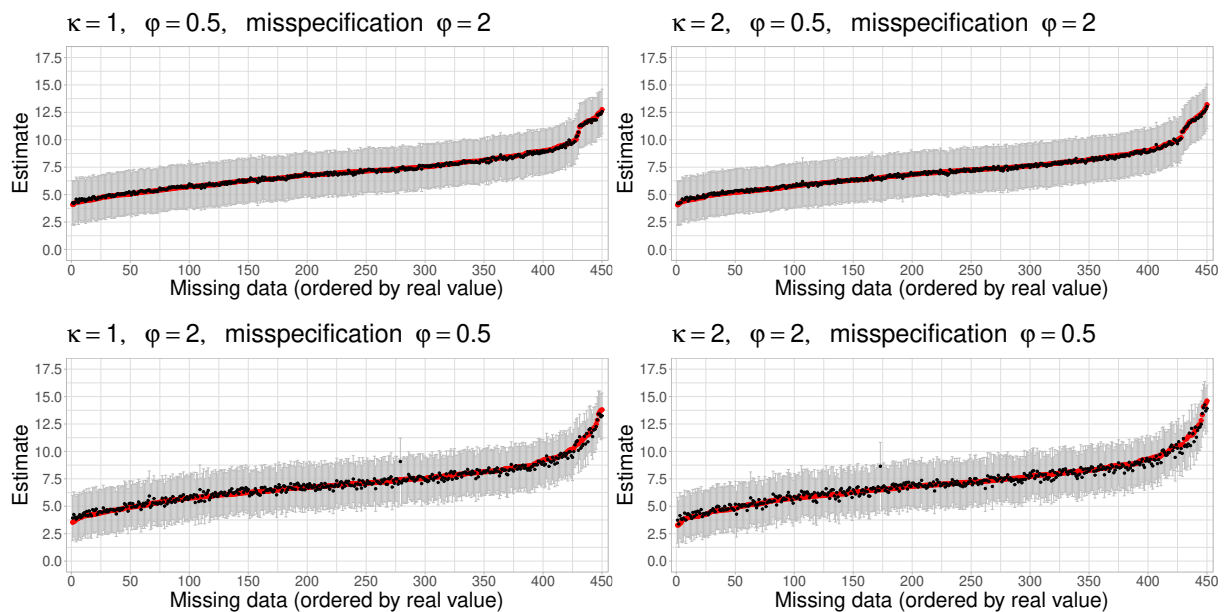 κ = 1, φ = 0.5, misspecification φ = 2
17.5
15.0
12.5
10.0
7.5
5.0
2.5
0.0
Estimate
0 50 100 150 200 250 300 350 400 450
Missing data (ordered by real value)
κ = 2, φ = 0.5, misspecification φ = 2
17.5
15.0
12.5
10.0
7.5
5.0
2.5
0.0
Estimate
0 50 100 150 200 250 300 350 400 450
Missing data (ordered by real value)
κ = 1, φ = 2, misspecification φ = 0.5
17.5
15.0
12.5
10.0
7.5
5.0
2.5
0.0
Estimate
0 50 100 150 200 250 300 350 400 450
Missing data (ordered by real value)
κ = 2, φ = 2, misspecification φ = 0.5
17.5
15.0
12.5
10.0
7.5
5.0
2.5
0.0
Estimate
0 50 100 150 200 250 300 350 400 450
Missing data (ordered by real value)